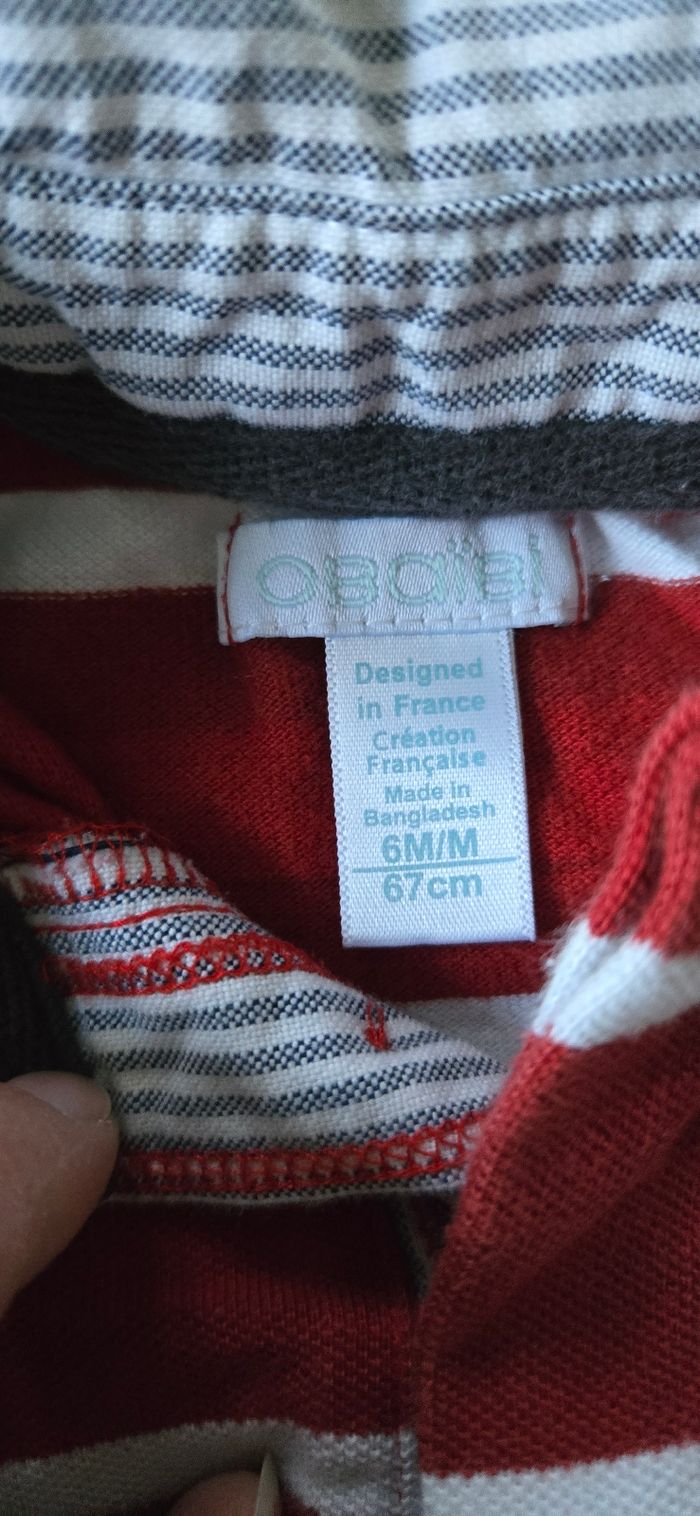 OBAÏBI
Designed
in France
Création
Française
Made in
Bangladesh
6M/M
67cm